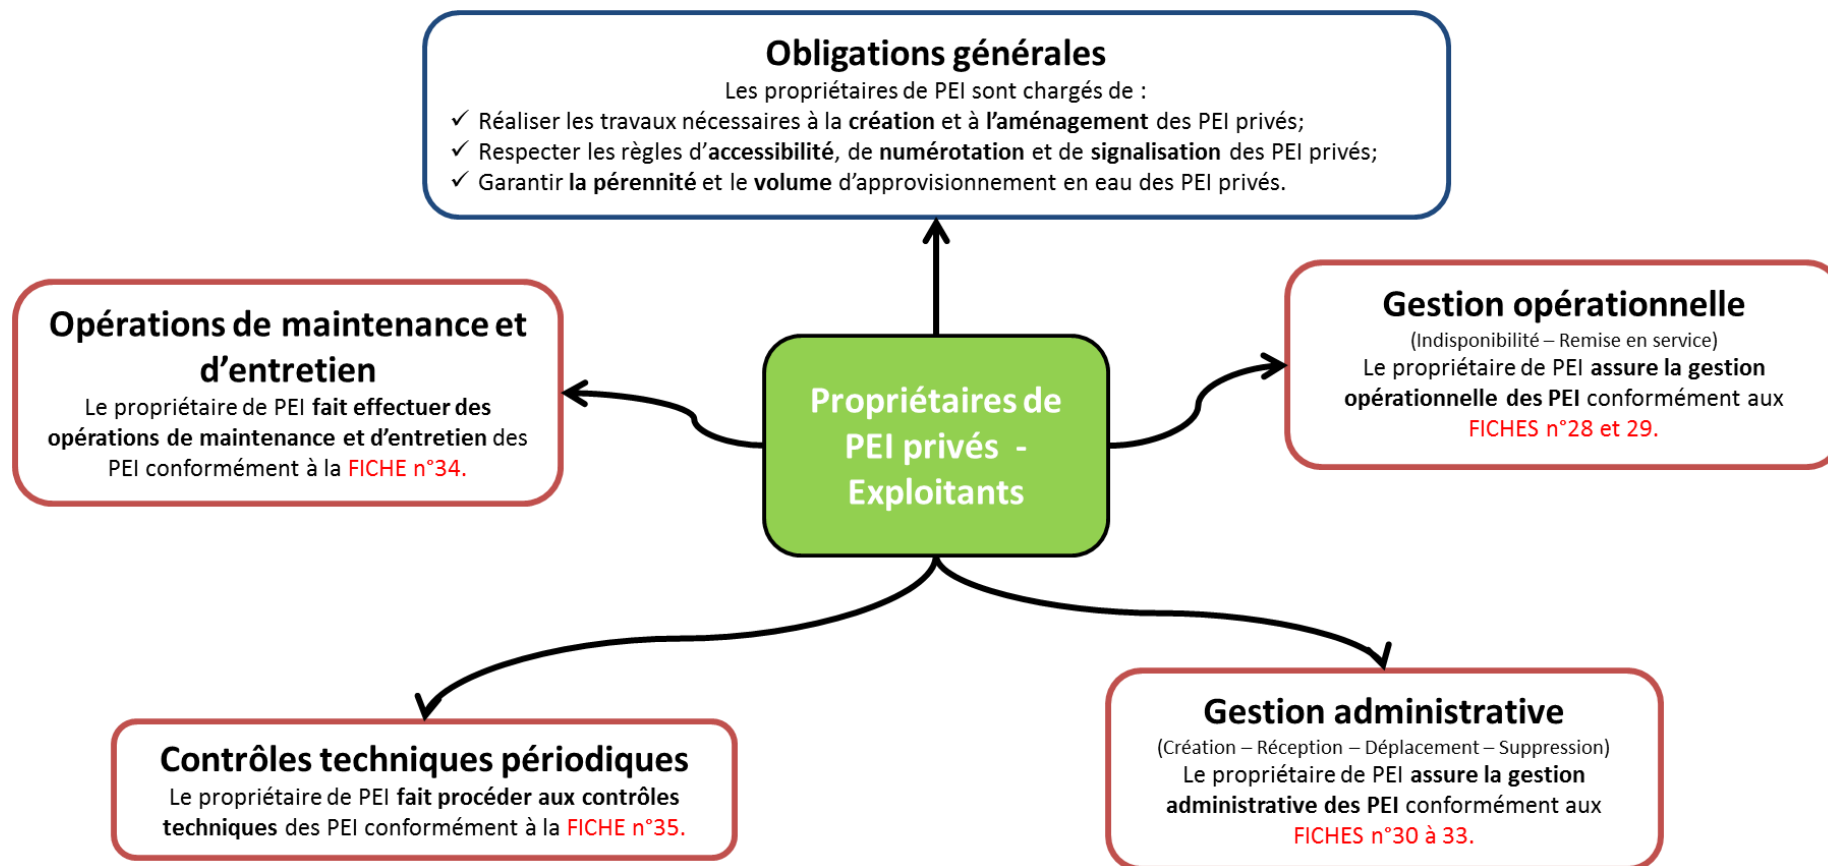 Obligations générales
Les propriétaires de PEI sont chargés de :
✓ Réaliser les travaux nécessaires à la création et à l’aménagement des PEI privés;
✓ Respecter les règles d’accessibilité, de numérotation et de signalisation des PEI privés;
✓ Garantir la pérennité et le volume d’approvisionnement en eau des PEI privés.
Opérations de maintenance et
d’entretien
Le propriétaire de PEI fait effectuer des
opérations de maintenance et d’entretien des
PEI conformément à la FICHE n°34.
Propriétaires de
PEI privés -
Exploitants
Gestion opérationnelle
(Indisponibilité – Remise en service)
Le propriétaire de PEI assure la gestion
opérationnelle des PEI conformément aux
FICHES n°28 et 29.
Contrôles techniques périodiques
Le propriétaire de PEI fait procéder aux contrôles
techniques des PEI conformément à la FICHE n°35.
Gestion administrative
(Création – Réception – Déplacement – Suppression)
Le propriétaire de PEI assure la gestion
administrative des PEI conformément aux
FICHES n°30 à 33.